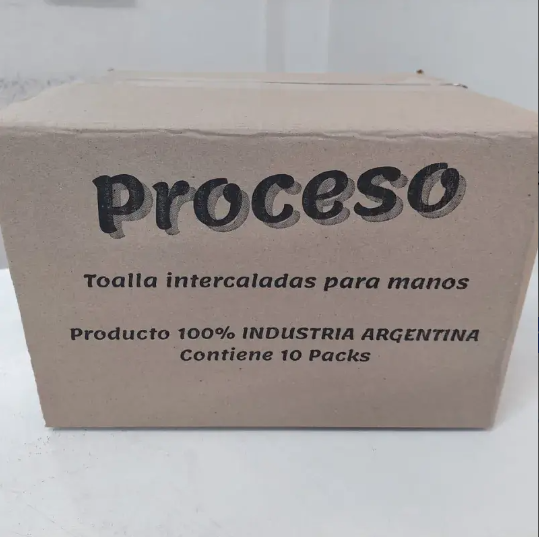 Proceso
Toalla intercaladas para manos
Producto 100% INDUSTRIA ARGENTINA
Contiene 10 Packs